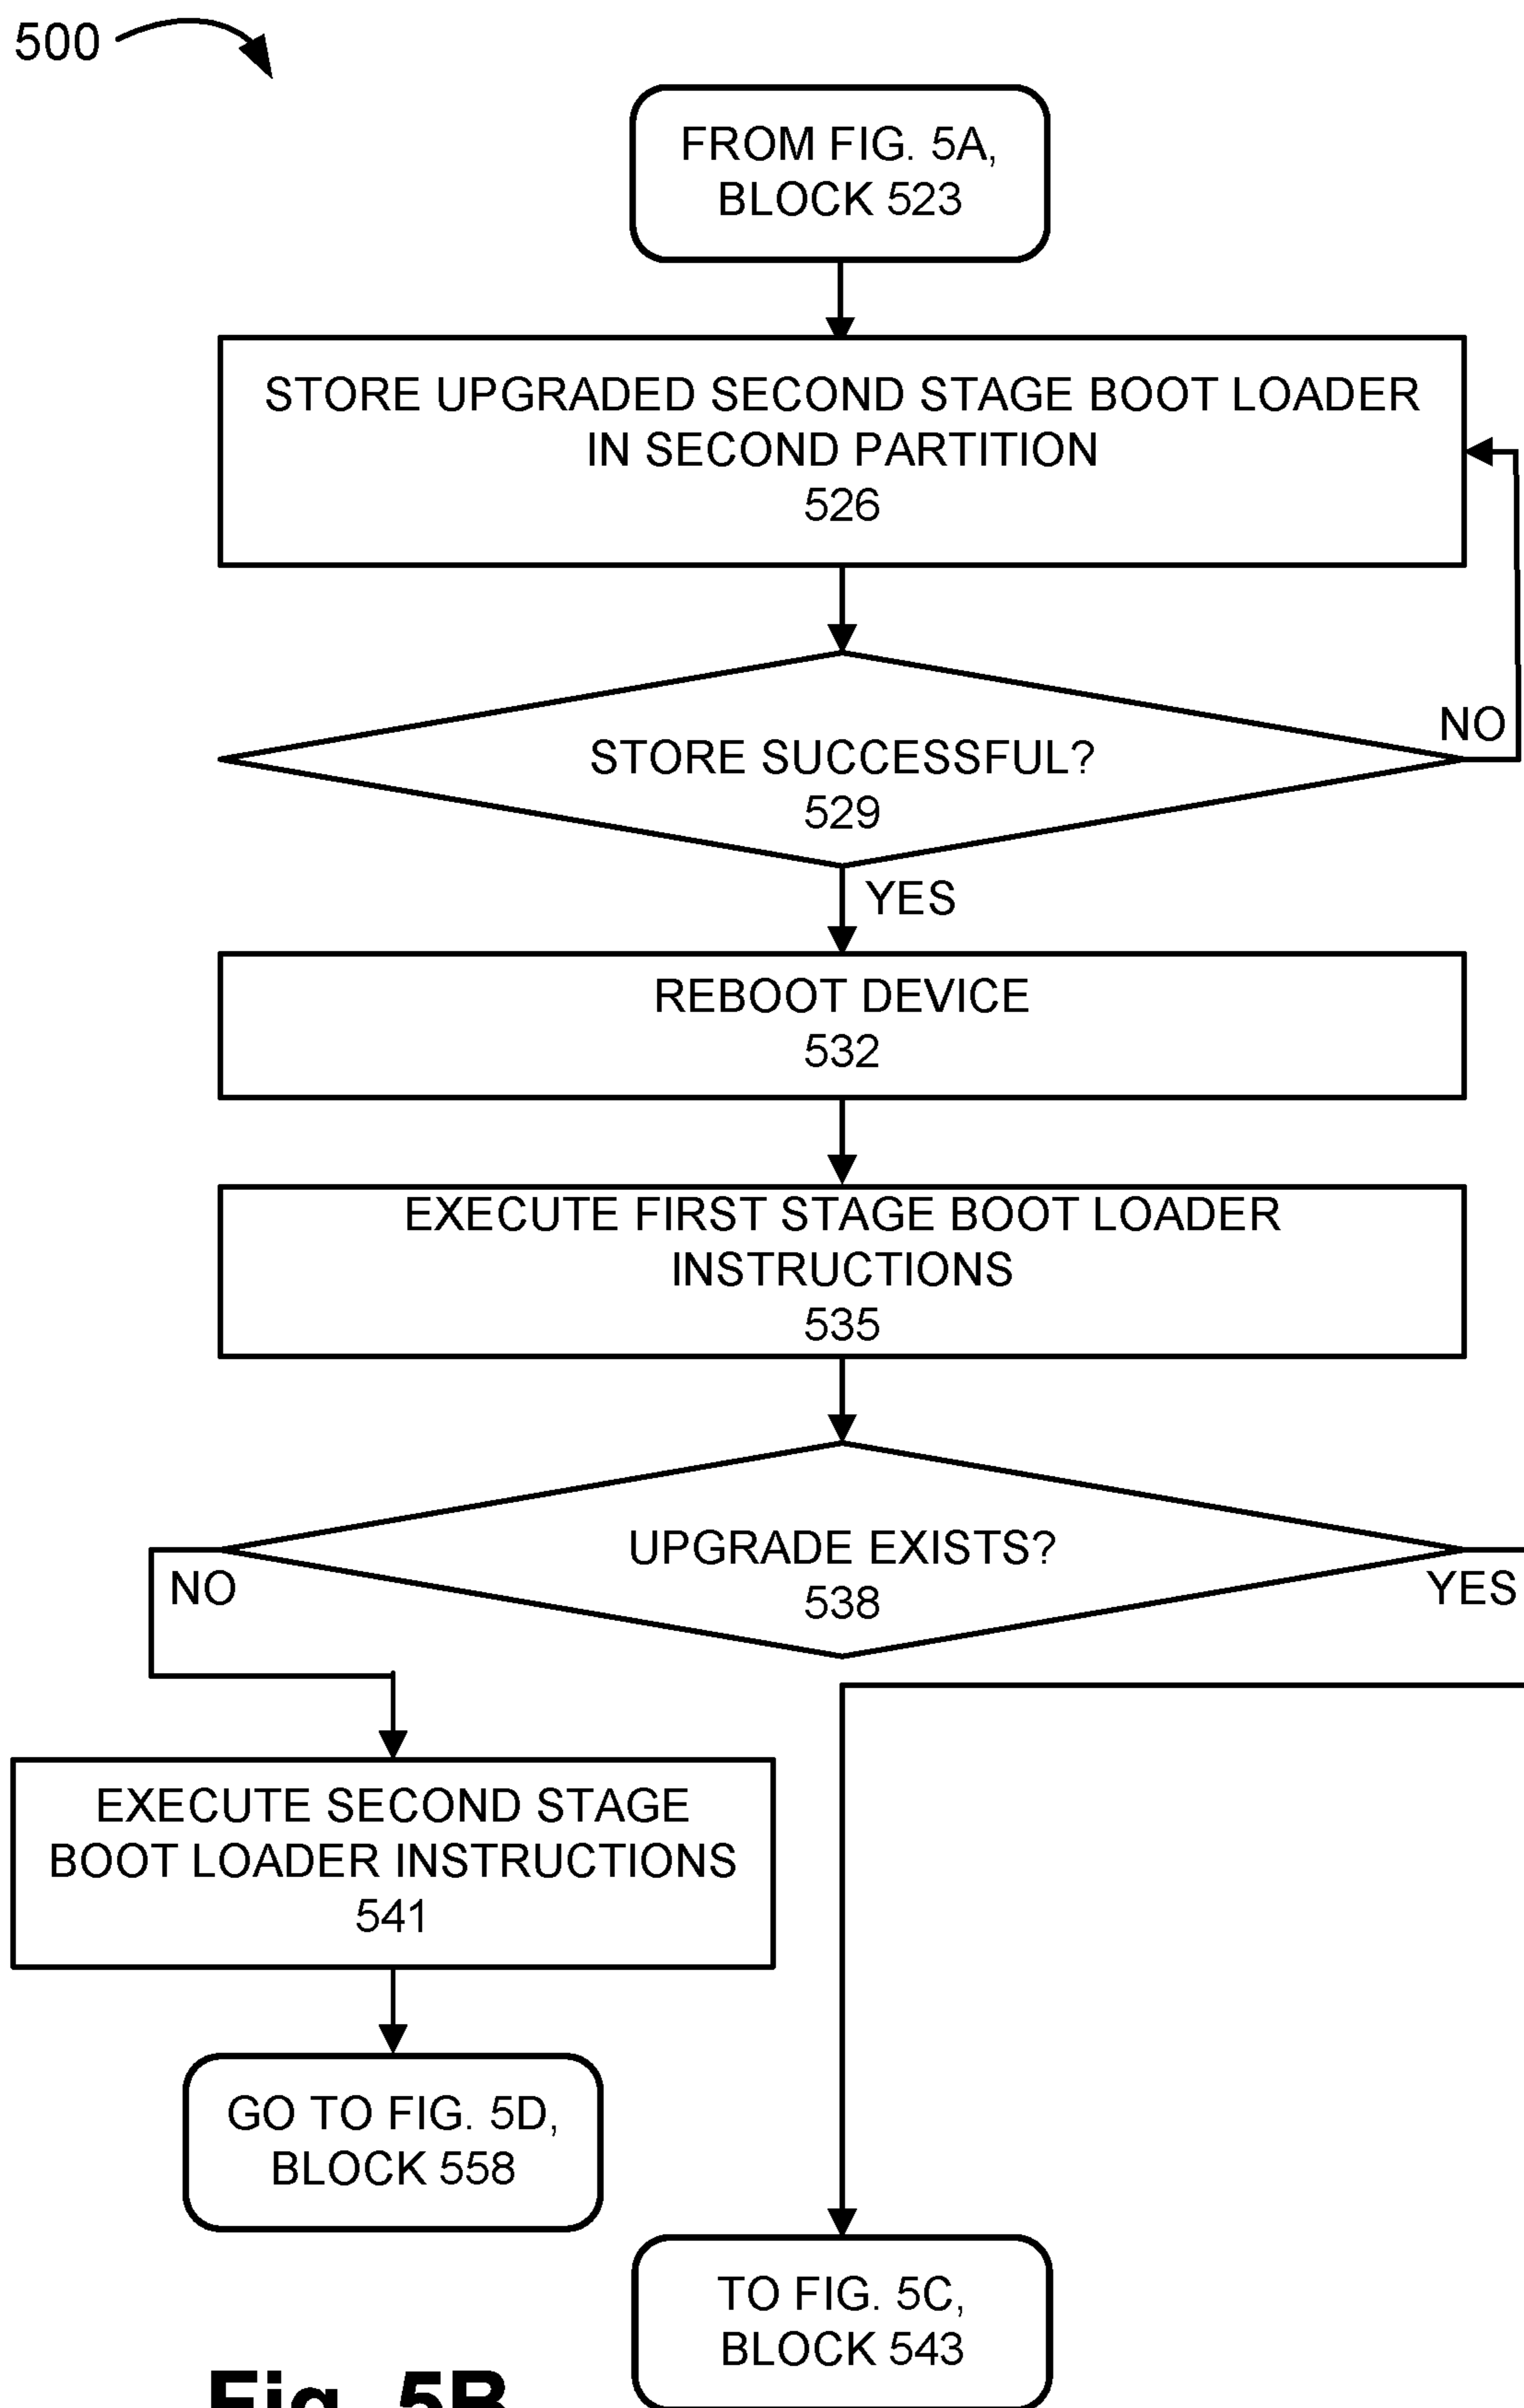 500
FROM FIG. 5A,
BLOCK 523
STORE UPGRADED SECOND STAGE BOOT LOADER
IN SECOND PARTITION
526
STORE SUCCESSFUL?
529
NO
YES
REBOOT DEVICE
532
EXECUTE FIRST STAGE BOOT LOADER
INSTRUCTIONS
535
UPGRADE EXISTS?
538
NO
YES
EXECUTE SECOND STAGE
BOOT LOADER INSTRUCTIONS
541
GO TO FIG. 5D,
BLOCK 558
TO FIG. 5C,
BLOCK 543
Fig. 5B